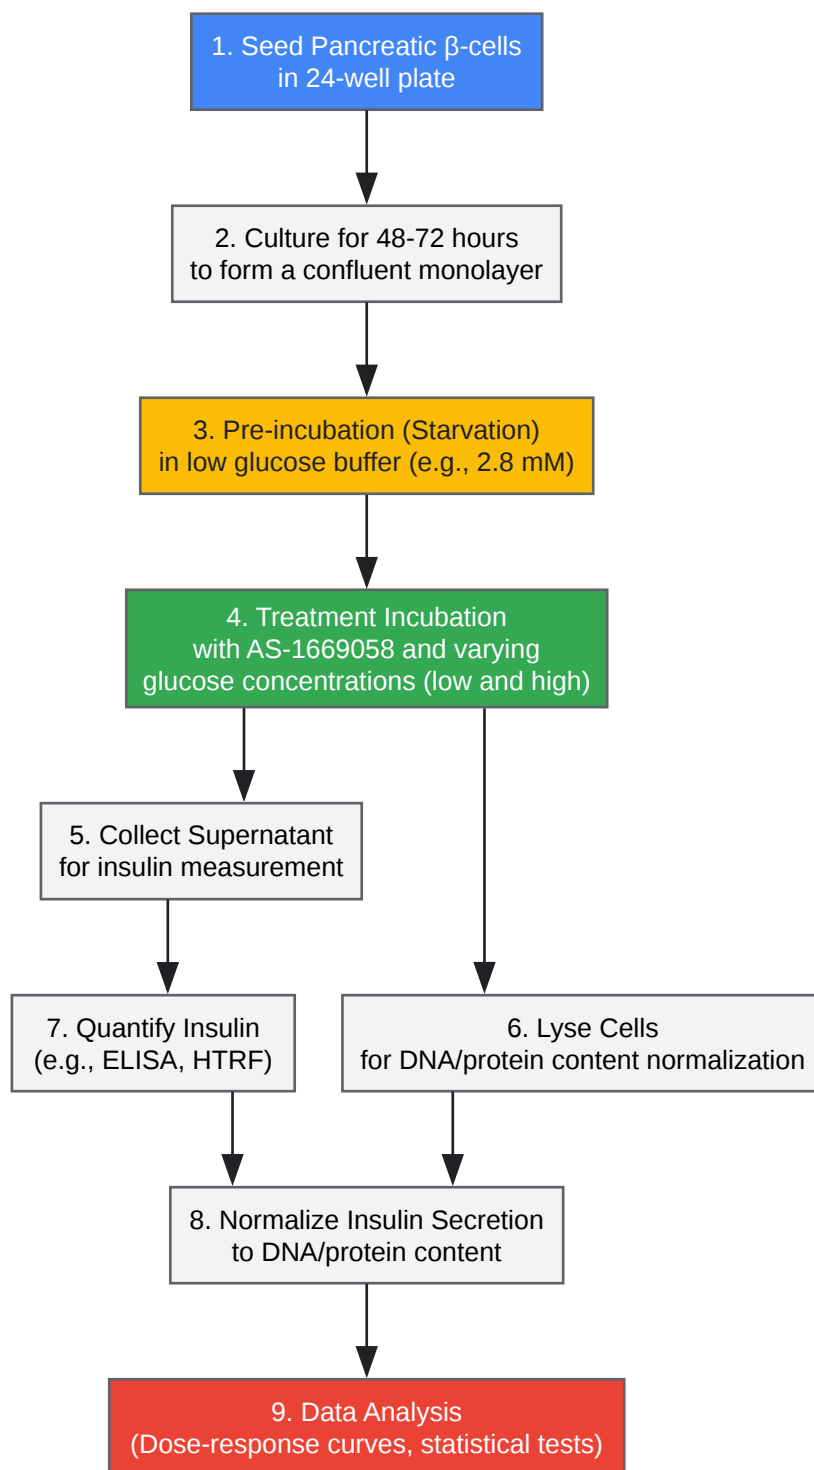 1. Seed Pancreatic β-cells
in 24-well plate
2. Culture for 48-72 hours
to form a confluent monolayer
3. Pre-incubation (Starvation)
in low glucose buffer (e.g., 2.8 mM)
4. Treatment Incubation
with AS-1669058 and varying
glucose concentrations (low and high)
5. Collect Supernatant
for insulin measurement
7. Quantify Insulin
(e.g., ELISA, HTRF)
6. Lyse Cells
for DNA/protein content normalization
8. Normalize Insulin Secretion
to DNA/protein content
9. Data Analysis
(Dose-response curves, statistical tests)